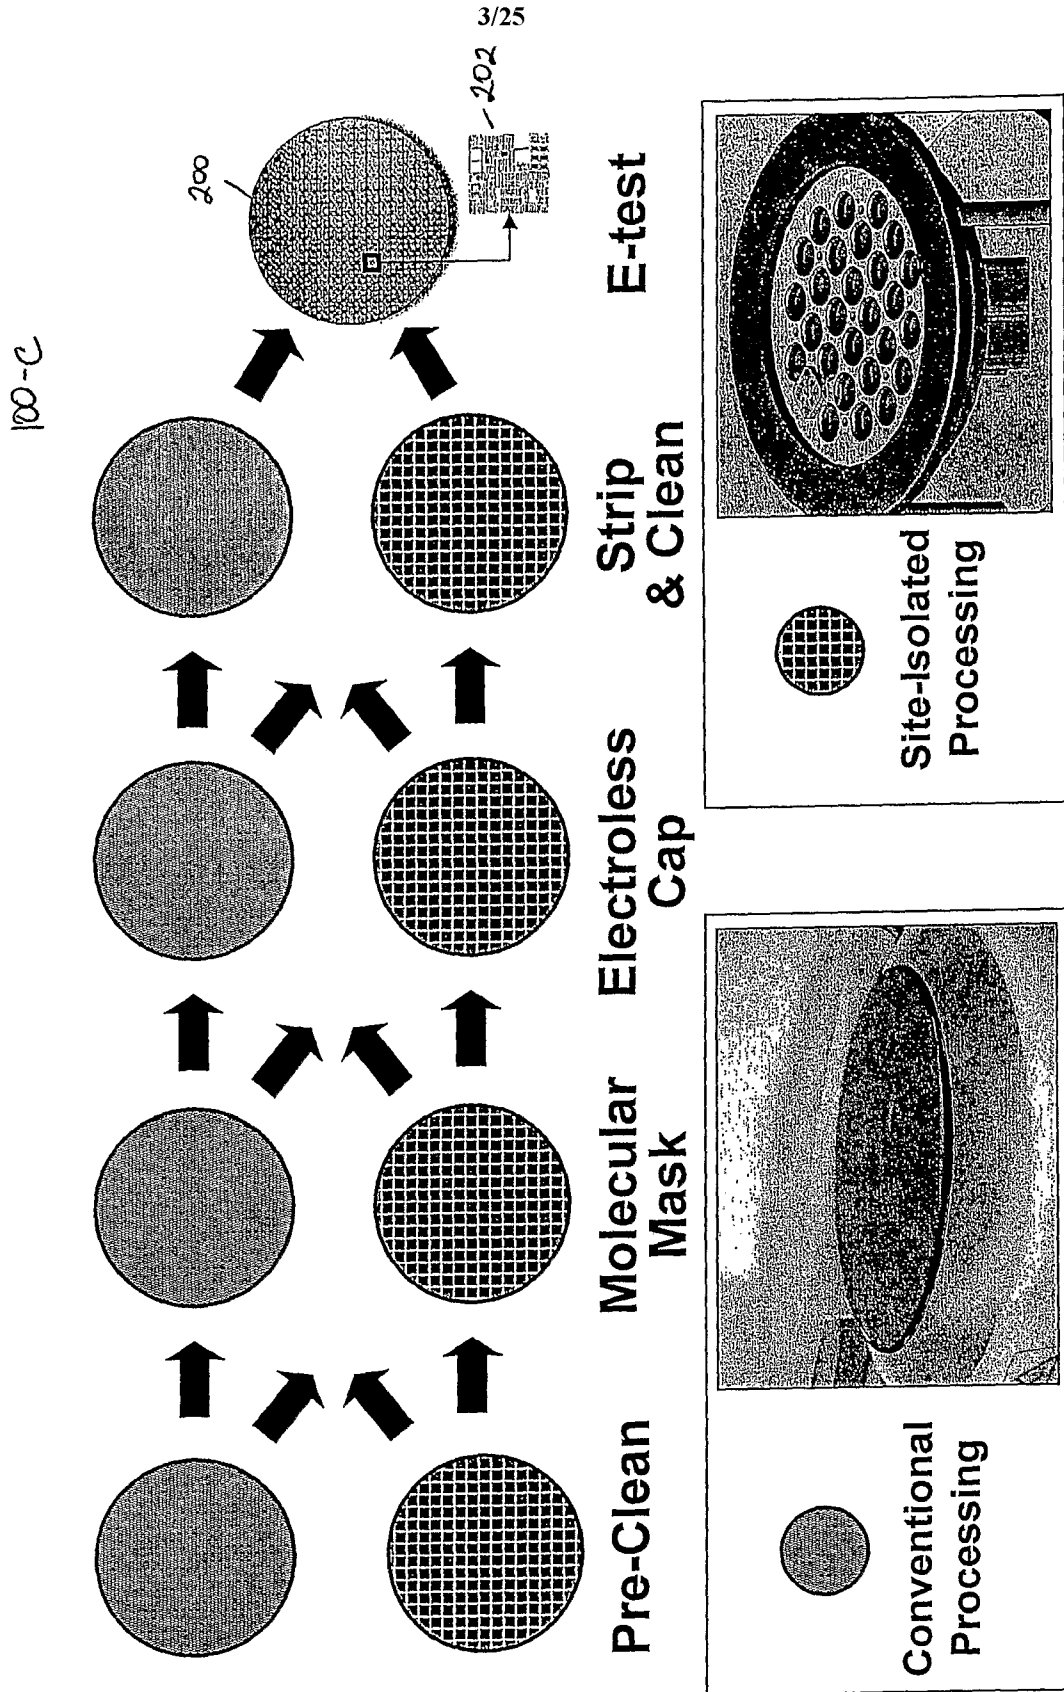 3/25
100-C
200
202
Pre-Clean
Molecular
Mask
Electroless
Cap
Strip
& Clean
E-test
Conventional
Processing
Site-Isolated
Processing